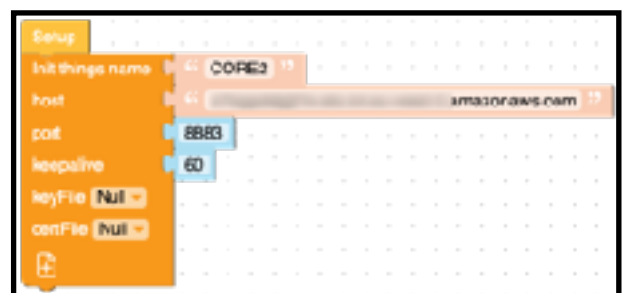 Setup
Init things name “ CORE2 ”
host “ amazonaws.com ”
port 8883
keepalive 60
keyFile Null
certFile Null